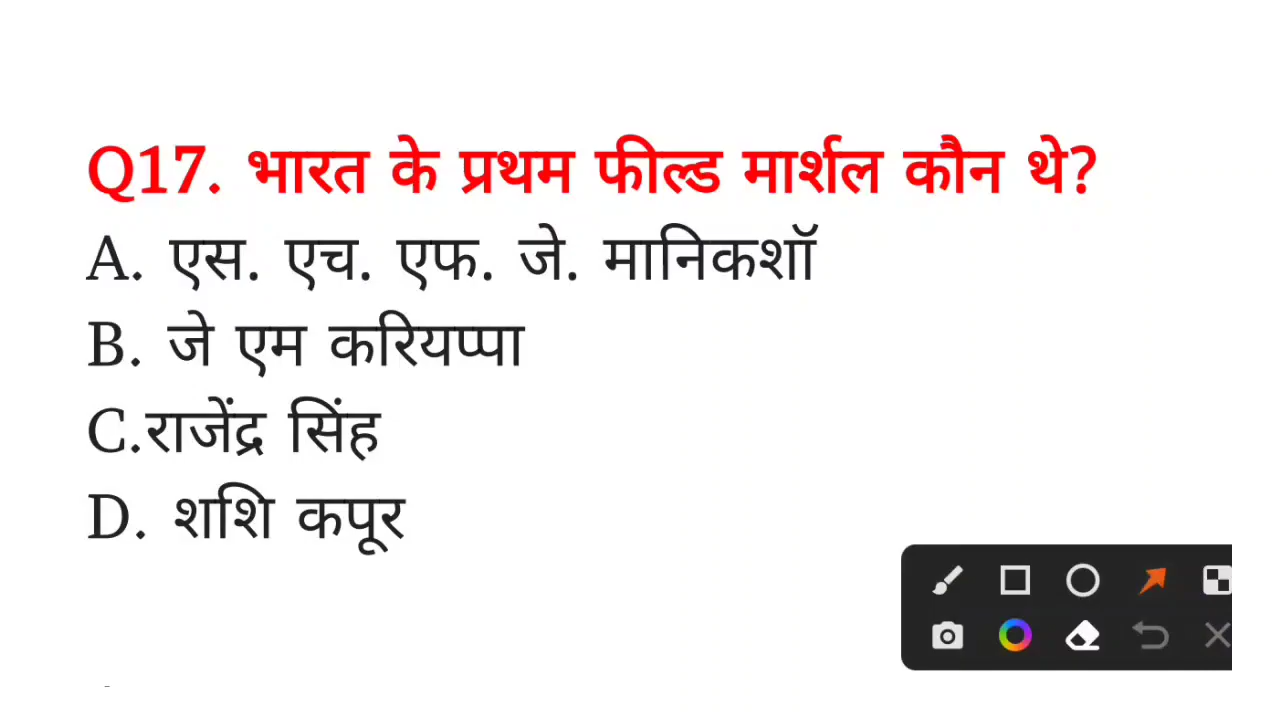 Q17. भारत के प्रथम फील्ड मार्शल कौन थे?
A. एस. एच. एफ. जे. मानिकशॉ
B. जे एम करियप्पा
C.राजेंद्र सिंह
D. शशि कपूर